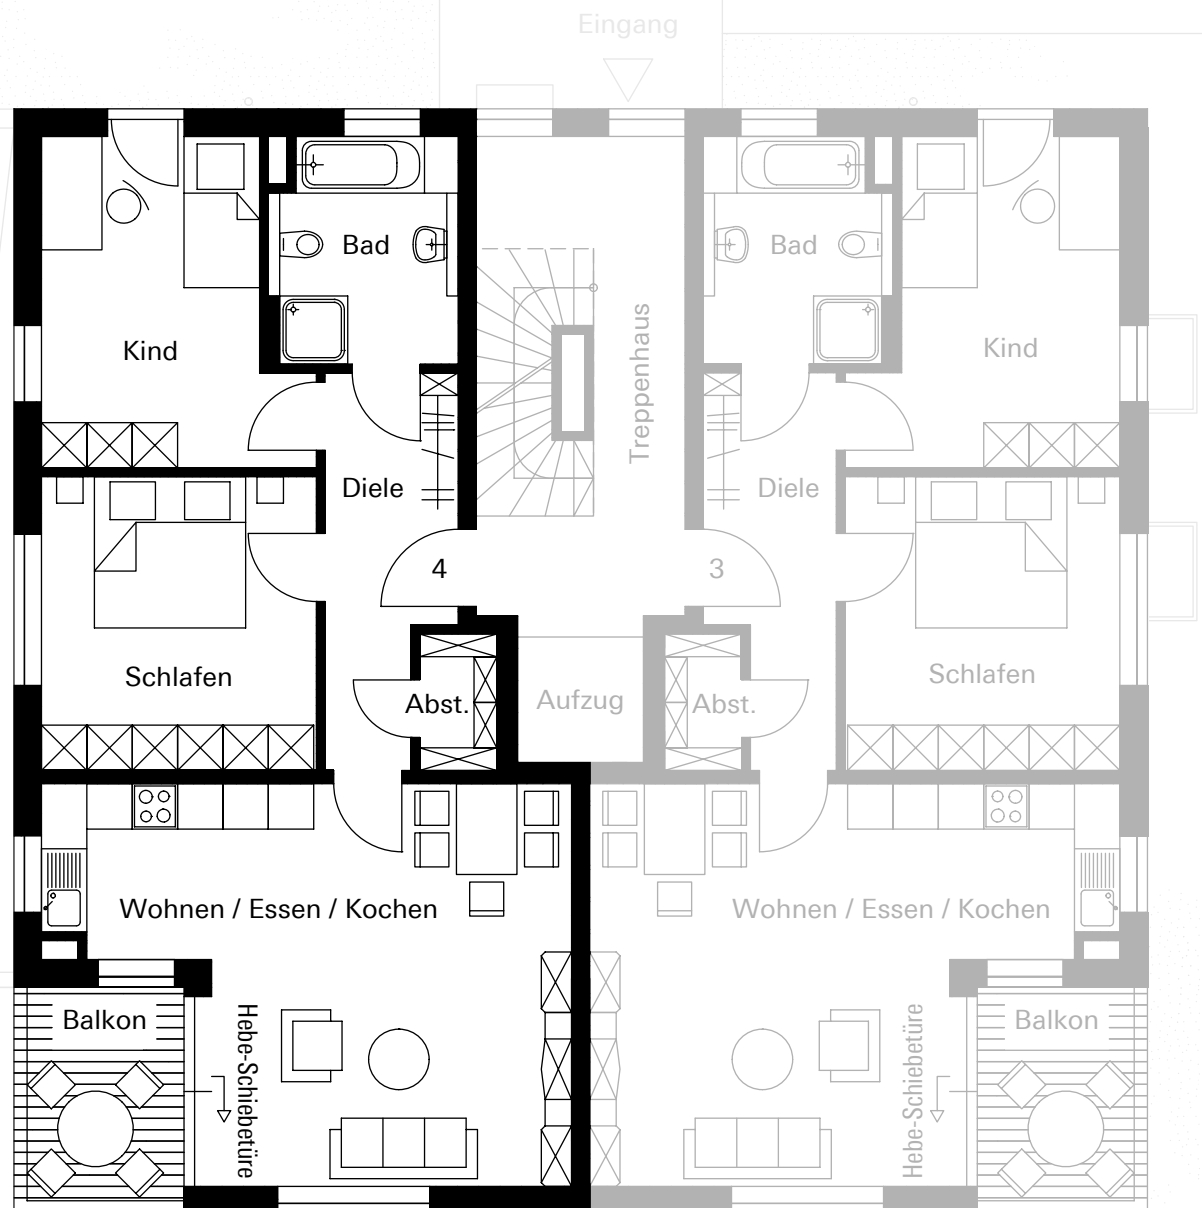 Eingang
Bad
Bad
Kind
Treppenhaus
Kind
Diele
Diele
4
3
Schlafen
Abst.
Aufzug
Abst.
Schlafen
Wohnen / Essen / Kochen
Wohnen / Essen / Kochen
Balkon
Hebe-Schiebetüre
Hebe-Schiebetüre
Balkon